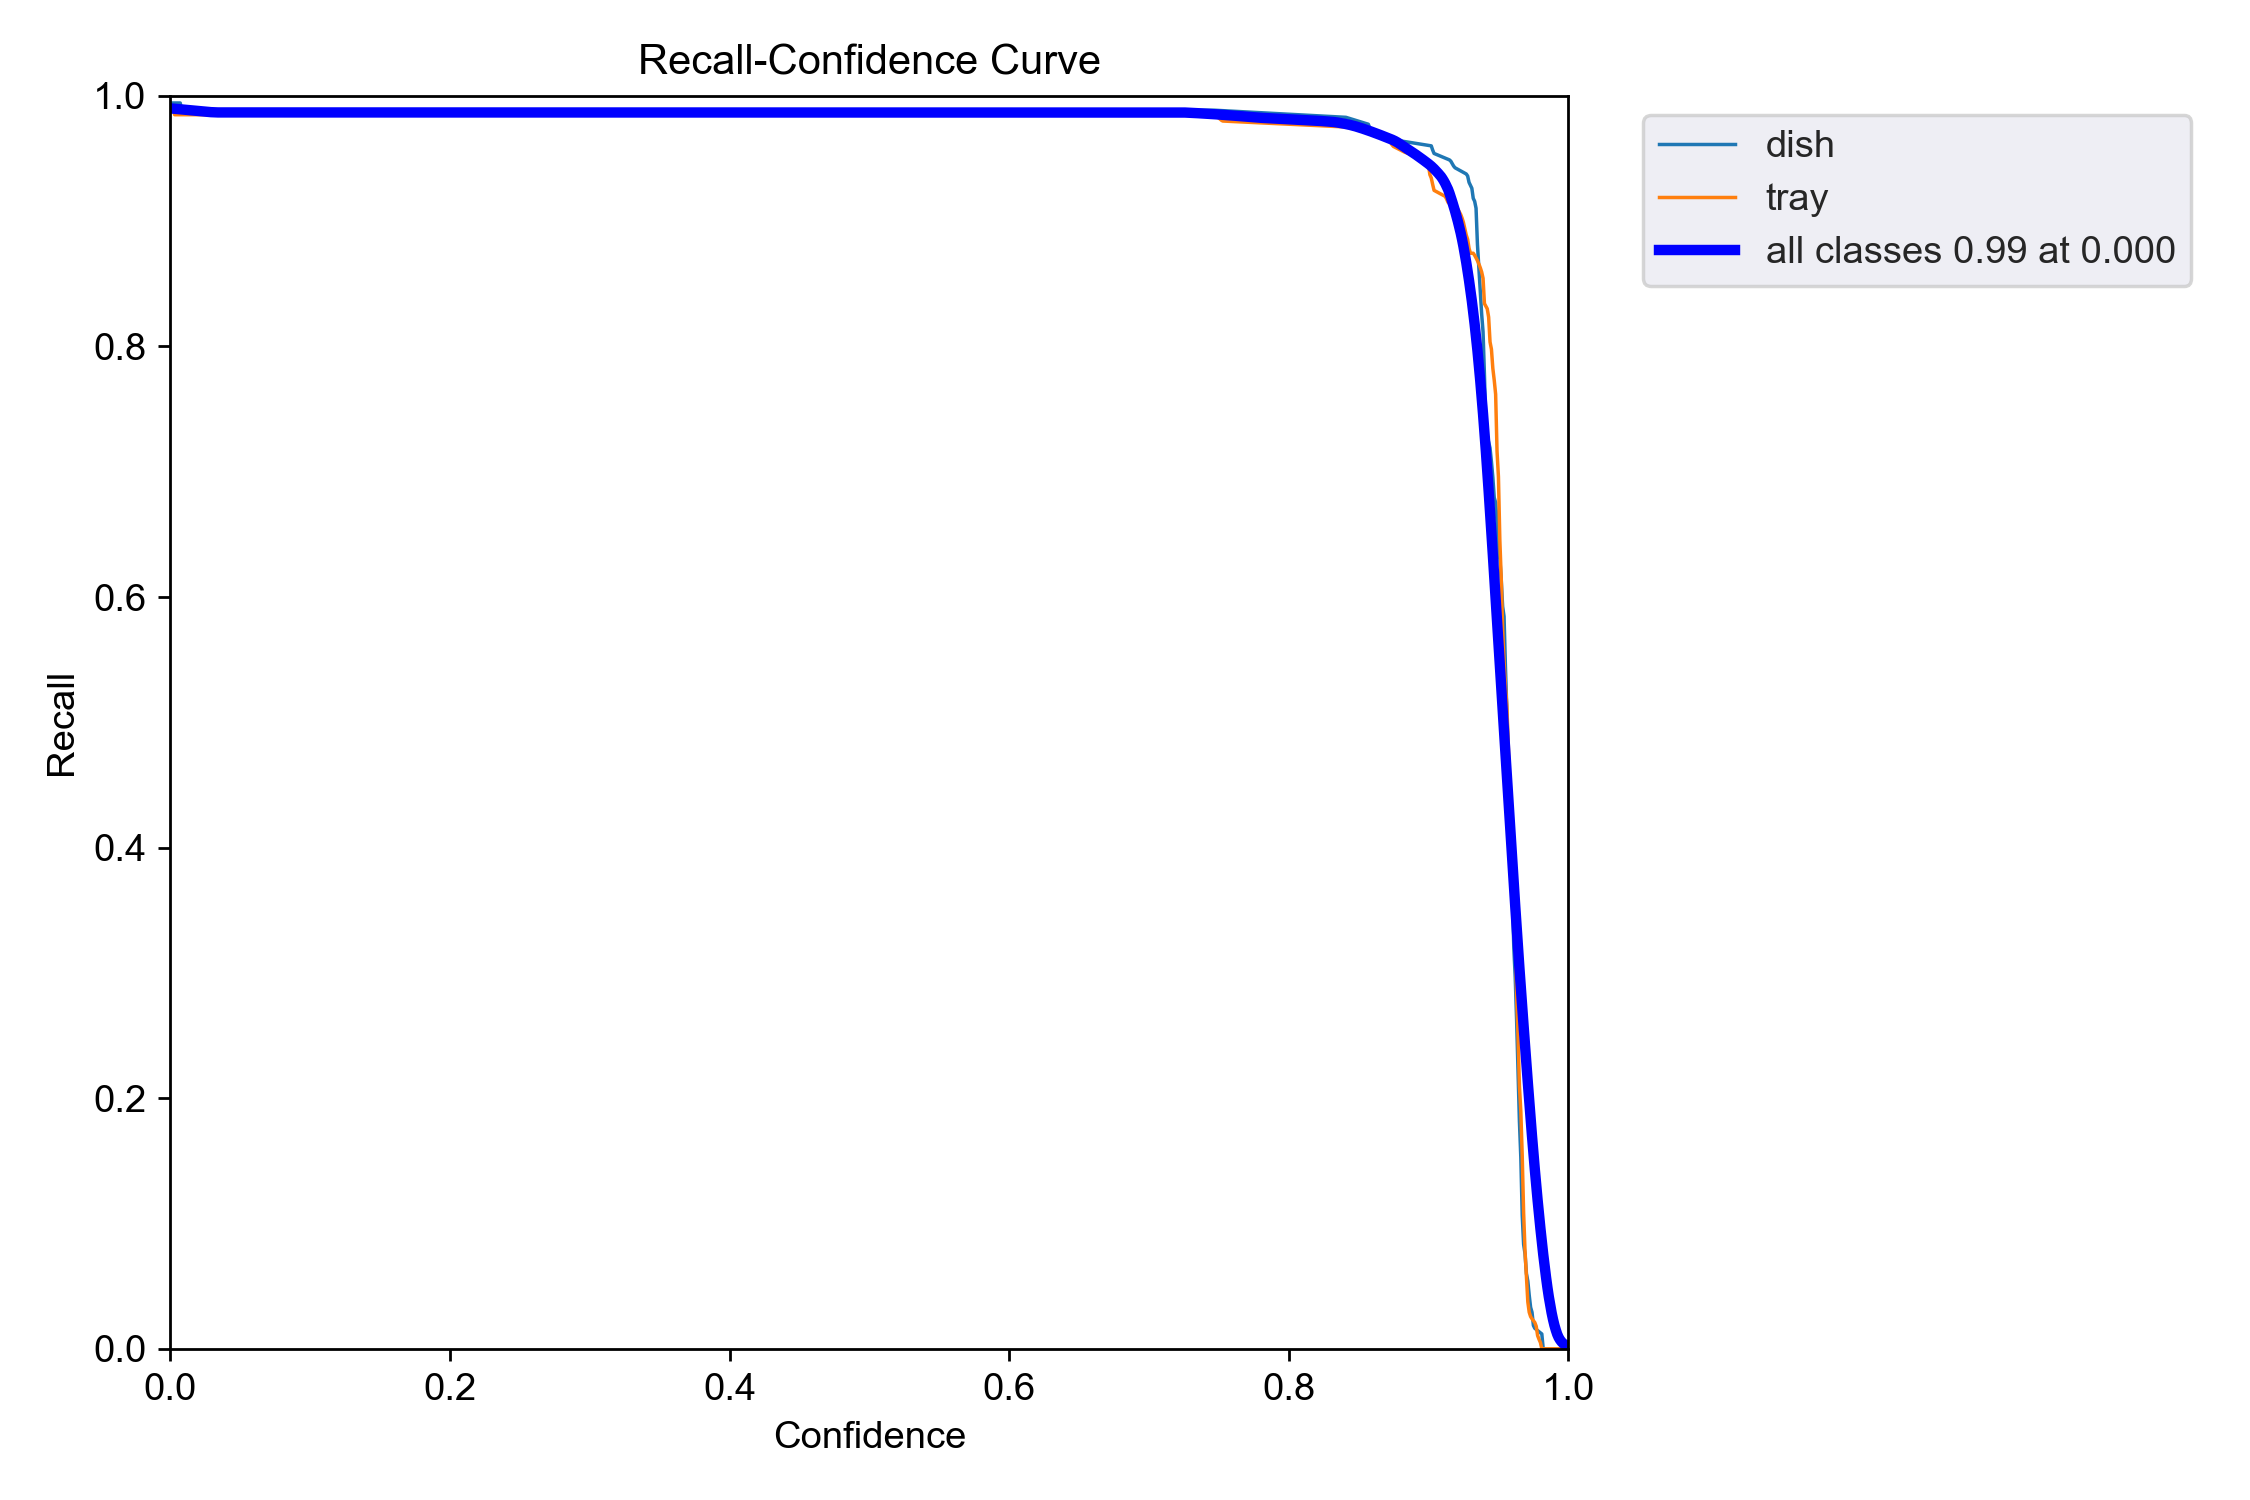 Recall-Confidence Curve
1.0
0.8
0.6
0.4
0.2
0.0
Recall
0.0 0.2 0.4 0.6 0.8 1.0
Confidence
dish
tray
all classes 0.99 at 0.000